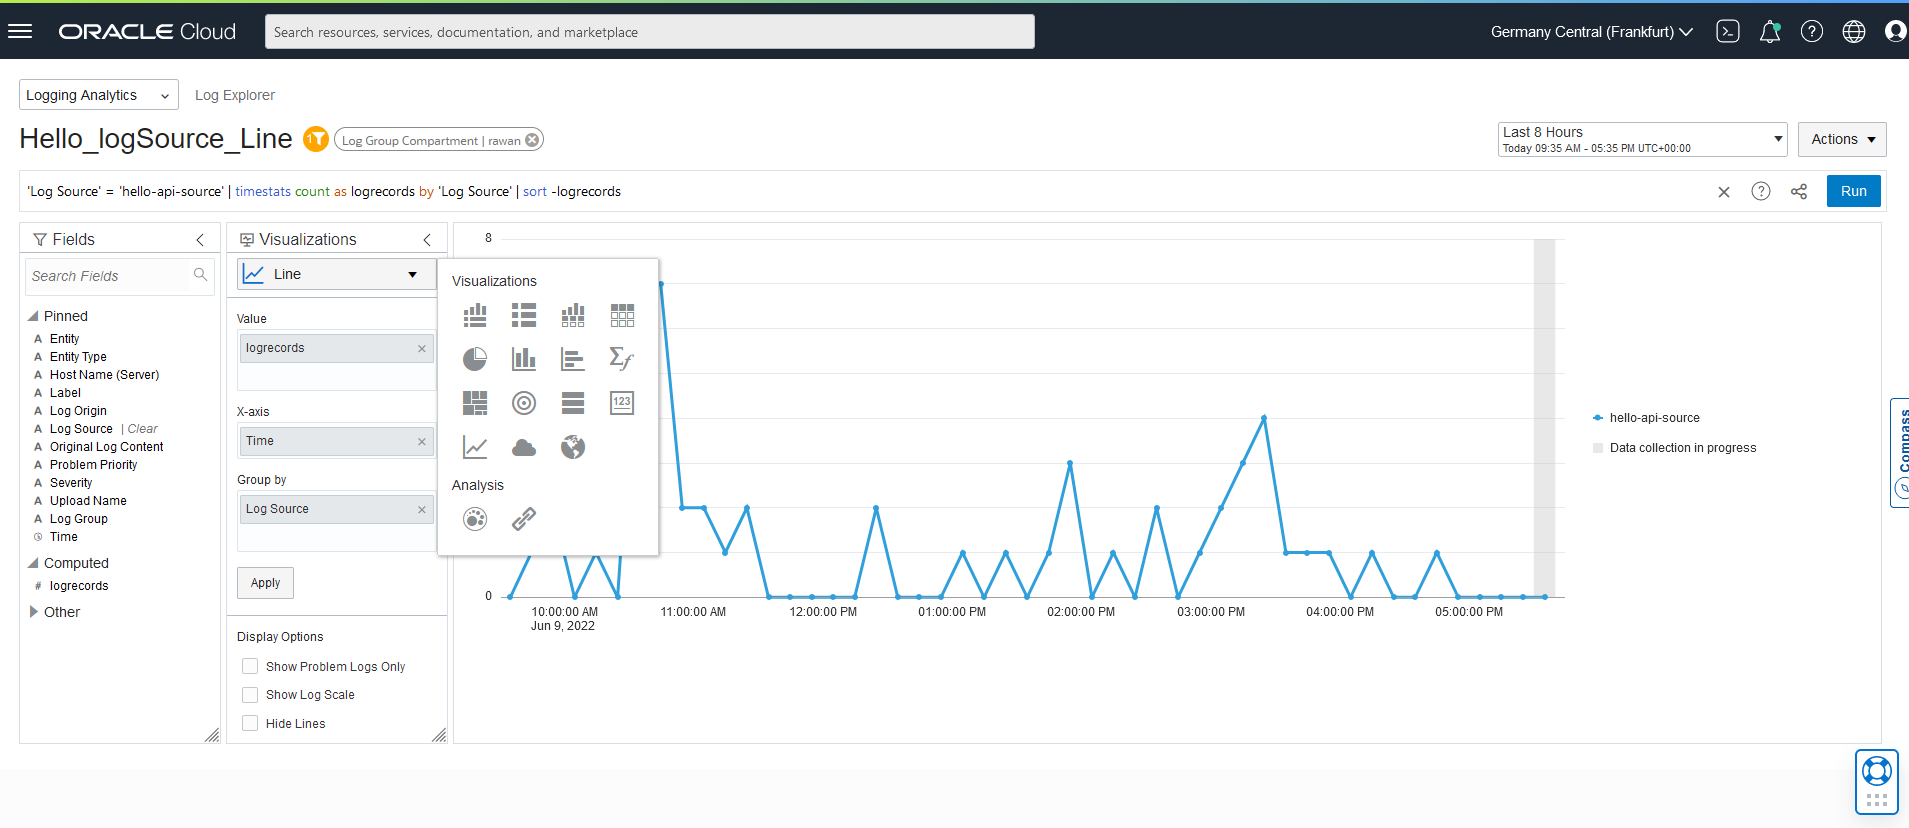 ORACLE Cloud
Search resources, services, documentation, and marketplace
Germany Central (Frankfurt)
Logging Analytics
Log Explorer
Hello_logSource_Line
1
Log Group Compartment | rawan
Last 8 Hours
Today 09:35 AM - 05:35 PM UTC+00:00
Actions
'Log Source' = 'hello-api-source' | timestats count as logrecords by 'Log Source' | sort -logrecords
Run
Fields
Search Fields
Pinned
A Entity
A Entity Type
A Host Name (Server)
A Label
A Log Origin
A Log Source | Clear
A Original Log Content
A Problem Priority
A Severity
A Upload Name
A Log Group
Time
Computed
# logrecords
Other
Visualizations
Line
Value
logrecords
X-axis
Time
Group by
Log Source
Apply
Display Options
Show Problem Logs Only
Show Log Scale
Hide Lines
Visualizations
Σf
123
Analysis
8
0
10:00:00 AM
Jun 9, 2022
11:00:00 AM
12:00:00 PM
01:00:00 PM
02:00:00 PM
03:00:00 PM
04:00:00 PM
05:00:00 PM
hello-api-source
Data collection in progress
Compass